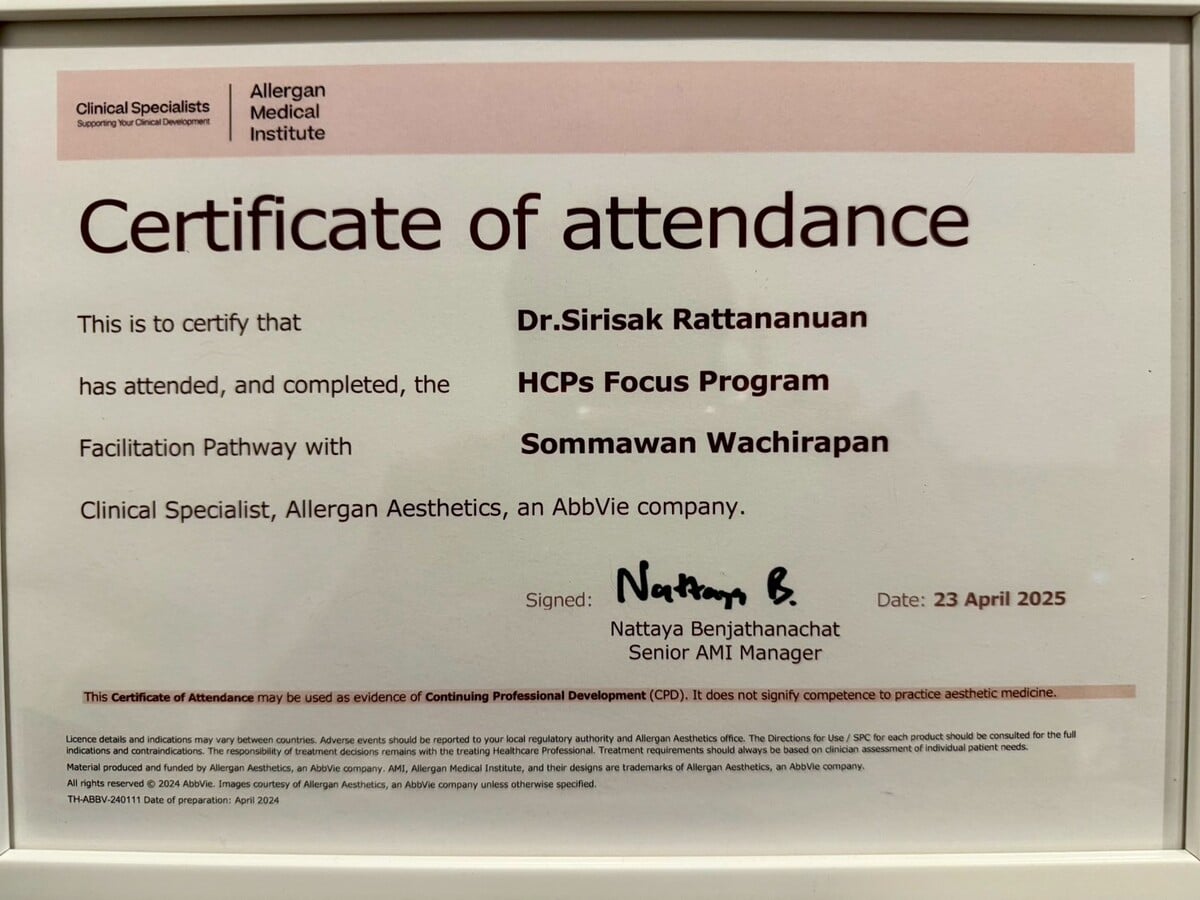 Clinical Specialists
Supporting Your Clinical Development
Allergan
Medical
Institute
Certificate of attendance
This is to certify that Dr.Sirisak Rattananuan
has attended, and completed, the HCPs Focus Program
Facilitation Pathway with Sommawan Wachirapan
Clinical Specialist, Allergan Aesthetics, an AbbVie company.
Signed: Nattaya B. Date: 23 April 2025
Nattaya Benjathanachat
Senior AMI Manager
This Certificate of Attendance may be used as evidence of Continuing Professional Development (CPD). It does not signify competence to practice aesthetic medicine.
Licence details and indications may vary between countries. Adverse events should be reported to your local regulatory authority and Allergan Aesthetics office. The Directions for Use / SPC for each product should be consulted for the full
indications and contraindications. The responsibility of treatment decisions remains with the treating Healthcare Professional. Treatment requirements should always be based on clinician assessment of individual patient needs.
Material produced and funded by Allergan Aesthetics, an AbbVie company. AMI, Allergan Medical Institute, and their designs are trademarks of Allergan Aesthetics, an AbbVie company.
All rights reserved © 2024 AbbVie. Images courtesy of Allergan Aesthetics, an AbbVie company unless otherwise specified.
TH-ABBV-240111 Date of preparation: April 2024